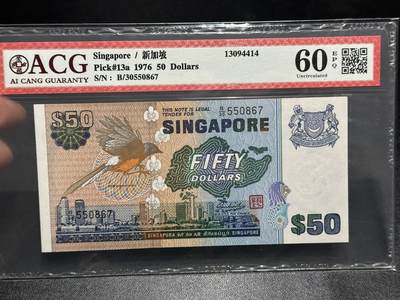 ACG
AI CANG GUARANTY
Singapore / 新加坡
Pick#13a 1976 50 Dollars
S/N : B/30550867
13094414
60 EPQ
Uncirculated
$50
THIS NOTE IS LEGAL
TENDER FOR
B/30 550867
SINGAPORE
FIFTY
DOLLARS
B/30 550867
$50